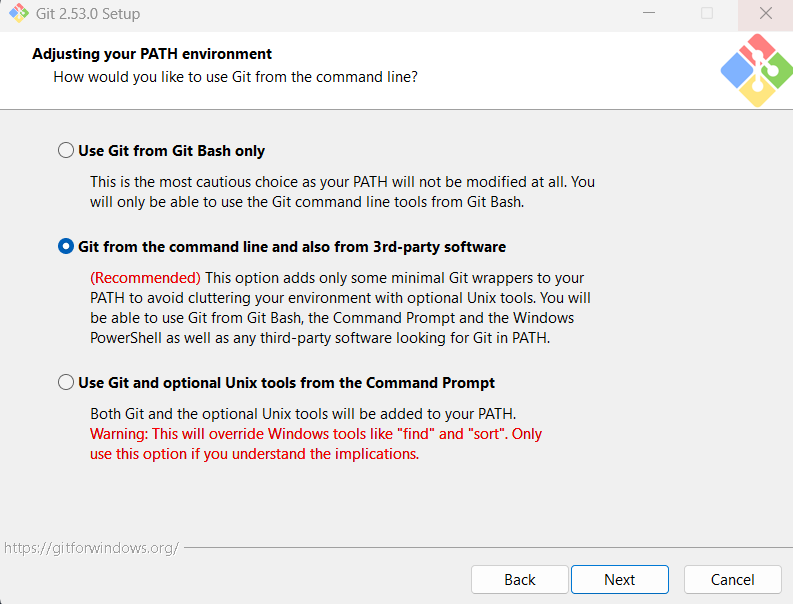 Git 2.53.0 Setup
Adjusting your PATH environment
How would you like to use Git from the command line?
Use Git from Git Bash only
This is the most cautious choice as your PATH will not be modified at all. You
will only be able to use the Git command line tools from Git Bash.
Git from the command line and also from 3rd-party software
(Recommended) This option adds only some minimal Git wrappers to your
PATH to avoid cluttering your environment with optional Unix tools. You will
be able to use Git from Git Bash, the Command Prompt and the Windows
PowerShell as well as any third-party software looking for Git in PATH.
Use Git and optional Unix tools from the Command Prompt
Both Git and the optional Unix tools will be added to your PATH.
Warning: This will override Windows tools like "find" and "sort". Only
use this option if you understand the implications.
https://gitforwindows.org/
Back Next Cancel